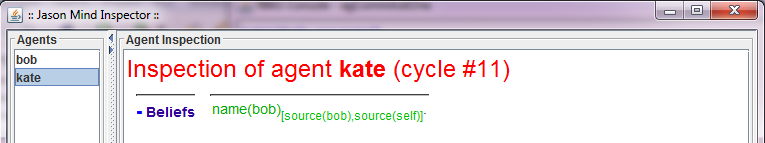 :: Jason Mind Inspector ::
Agents
bob
kate
Agent Inspection
Inspection of agent kate (cycle #11)
- Beliefs
name(bob)[source(bob),source(self)].